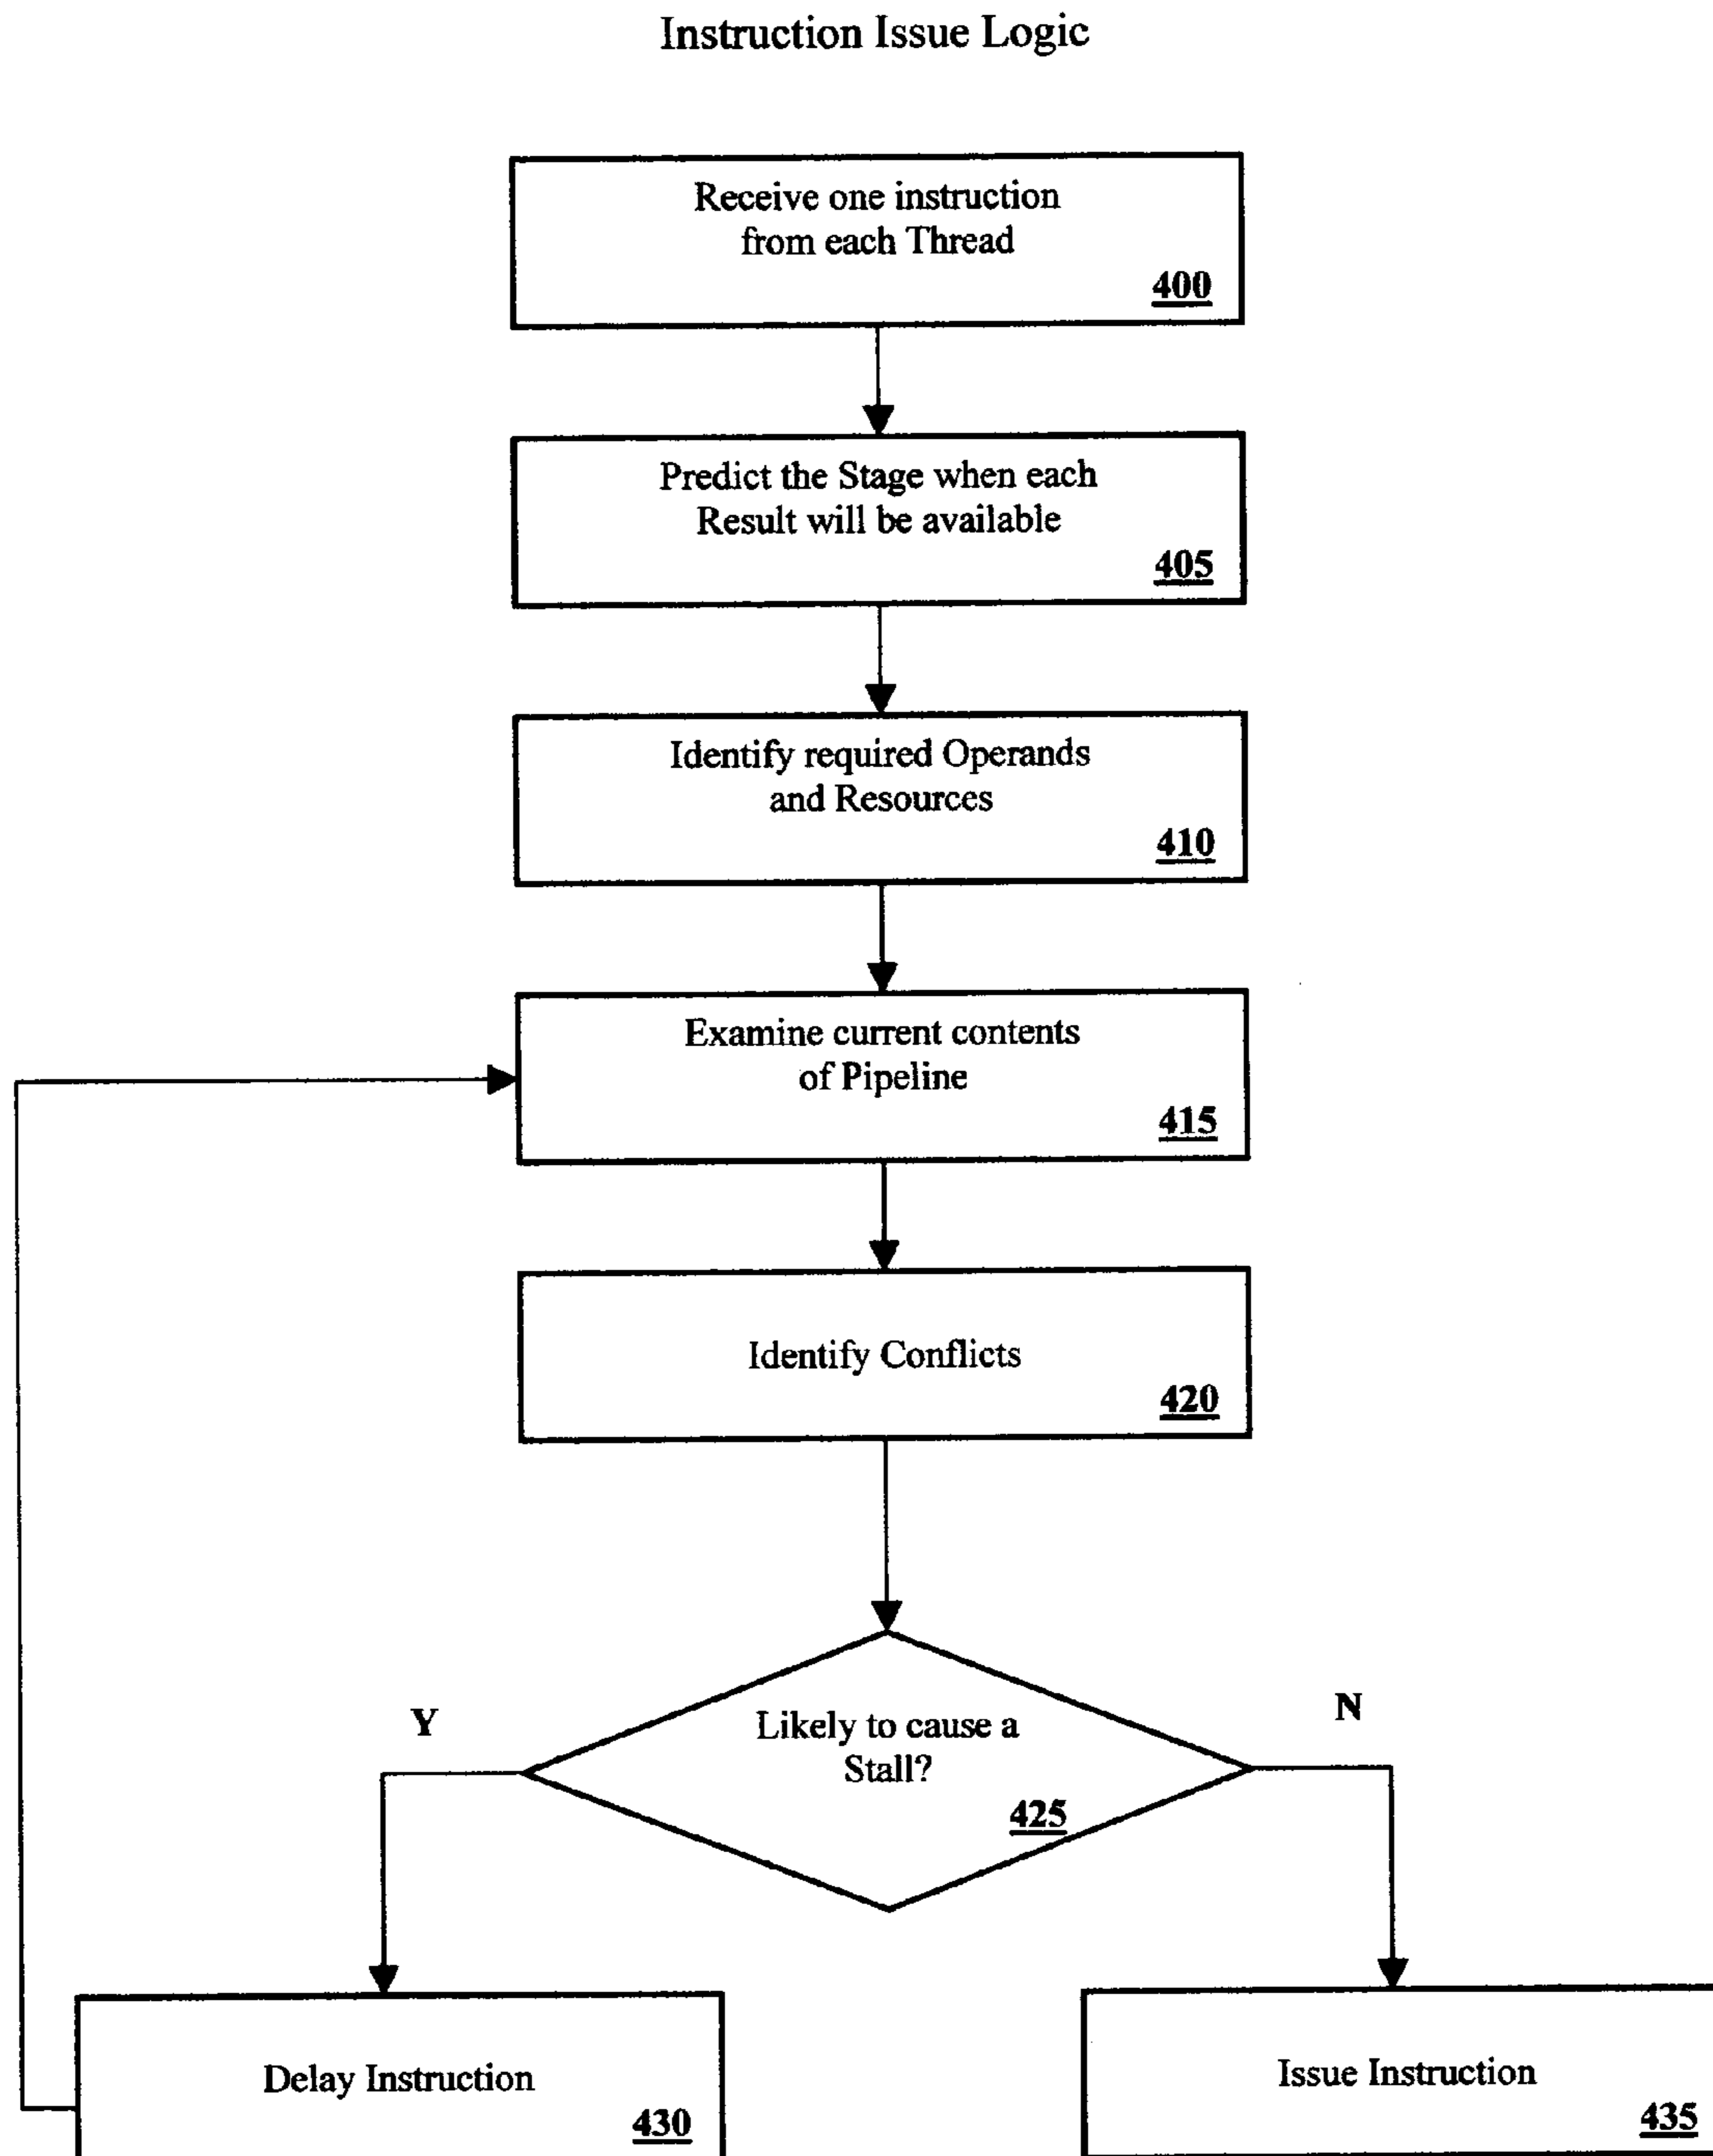 Instruction Issue Logic
Receive one instruction
from each Thread
400
Predict the Stage when each
Result will be available
405
Identify required Operands
and Resources
410
Examine current contents
of Pipeline
415
Identify Conflicts
420
Y
N
Likely to cause a
Stall?
425
Delay Instruction
430
Issue Instruction
435